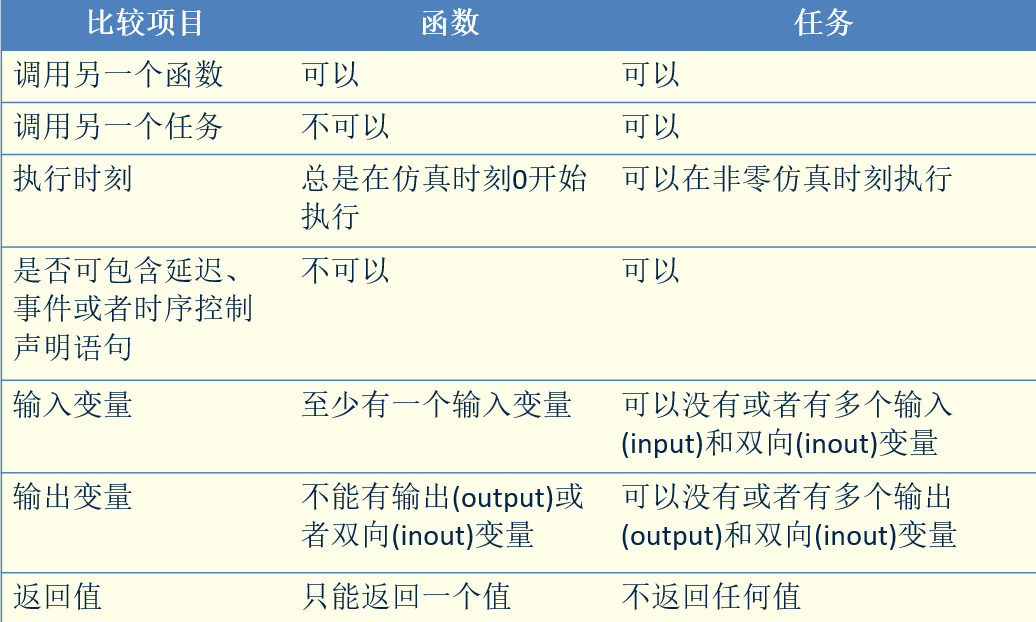 比较项目 函数 任务
调用另一个函数 可以 可以
调用另一个任务 不可以 可以
执行时刻 总是在仿真时刻0开始 可以在非零仿真时刻执行
执行
是否可包含延迟、 不可以 可以
事件或者时序控制
声明语句
输入变量 至少有一个输入变量 可以没有或者有多个输入
(input)和双向(inout)变量
输出变量 不能有输出(output)或 可以没有或者有多个输出
者双向(inout)变量 (output)和双向(inout)变量
返回值 只能返回一个值 不返回任何值